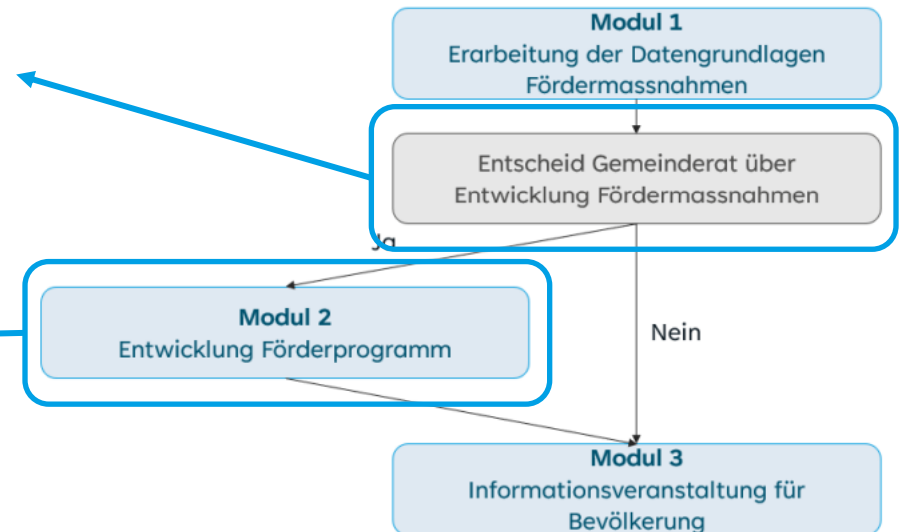 Modul 1
Erarbeitung der Datengrundlagen
Fördermassnahmen
Entscheid Gemeinderat über
Entwicklung Fördermassnahmen
Ja
Modul 2
Entwicklung Förderprogramm
Nein
Modul 3
Informationsveranstaltung für
Bevölkerung